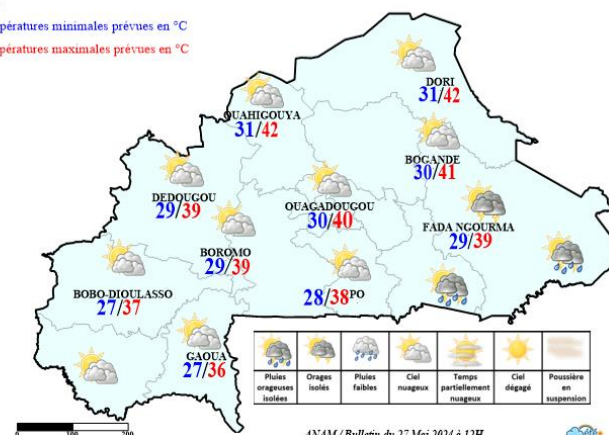 pératures minimales prévues en °C
pératures maximales prévues en °C
DORI
31/42
OUAHIGOUYA
31/42
BOGANDE
30/41
DEDOUGOU
29/39
OUAGADOUGOU
30/40
FADA NGOURMA
29/39
BOROMO
29/39
BOBO-DIOULASSO
27/37
28/38 PO
GAOUA
27/36
Pluies orageuses isolées
Orages isolés
Pluies faibles
Ciel nuageux
Temps partiellement nuageux
Ciel dégagé
Poussière en suspension
0 100 200
ANAM / Bulletin du 27 Mai 2024 à 12H